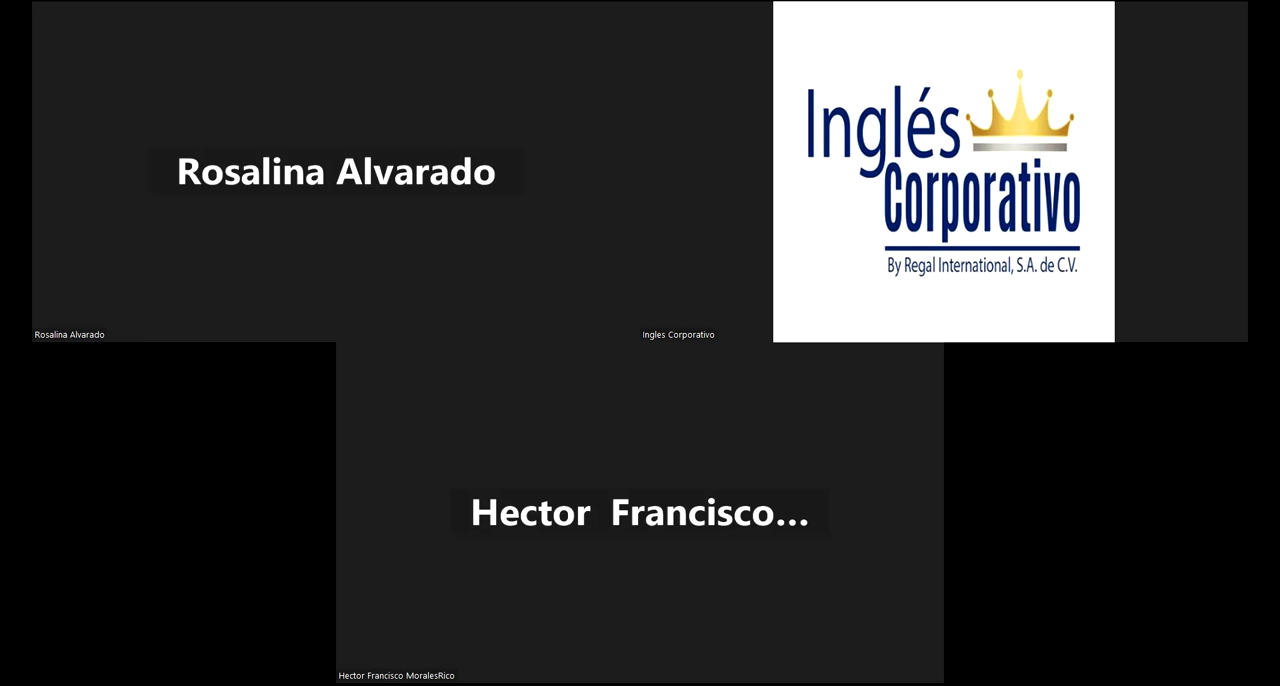 Rosalina Alvarado
Inglés
Corporativo
By Regal International, S.A. de C.V.
Rosalina Alvarado
Ingles Corporativo
Hector Francisco...
Hector Francisco MoralesRico